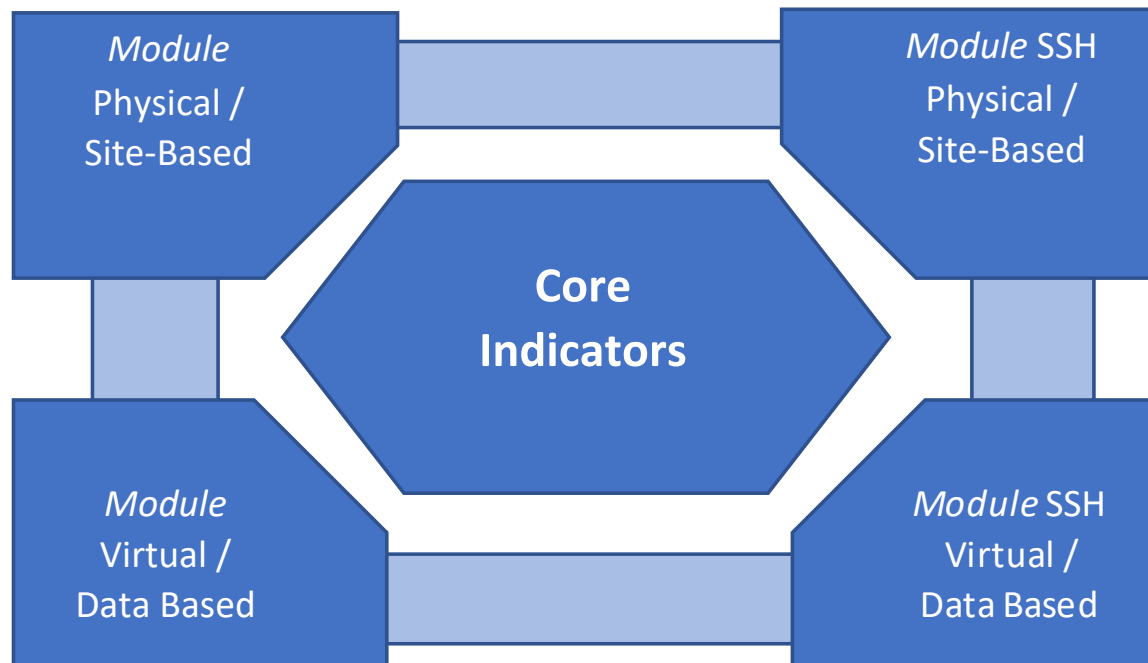 Module
Physical /
Site-Based
Module SSH
Physical /
Site-Based
Core
Indicators
Module
Virtual /
Data Based
Module SSH
Virtual /
Data Based